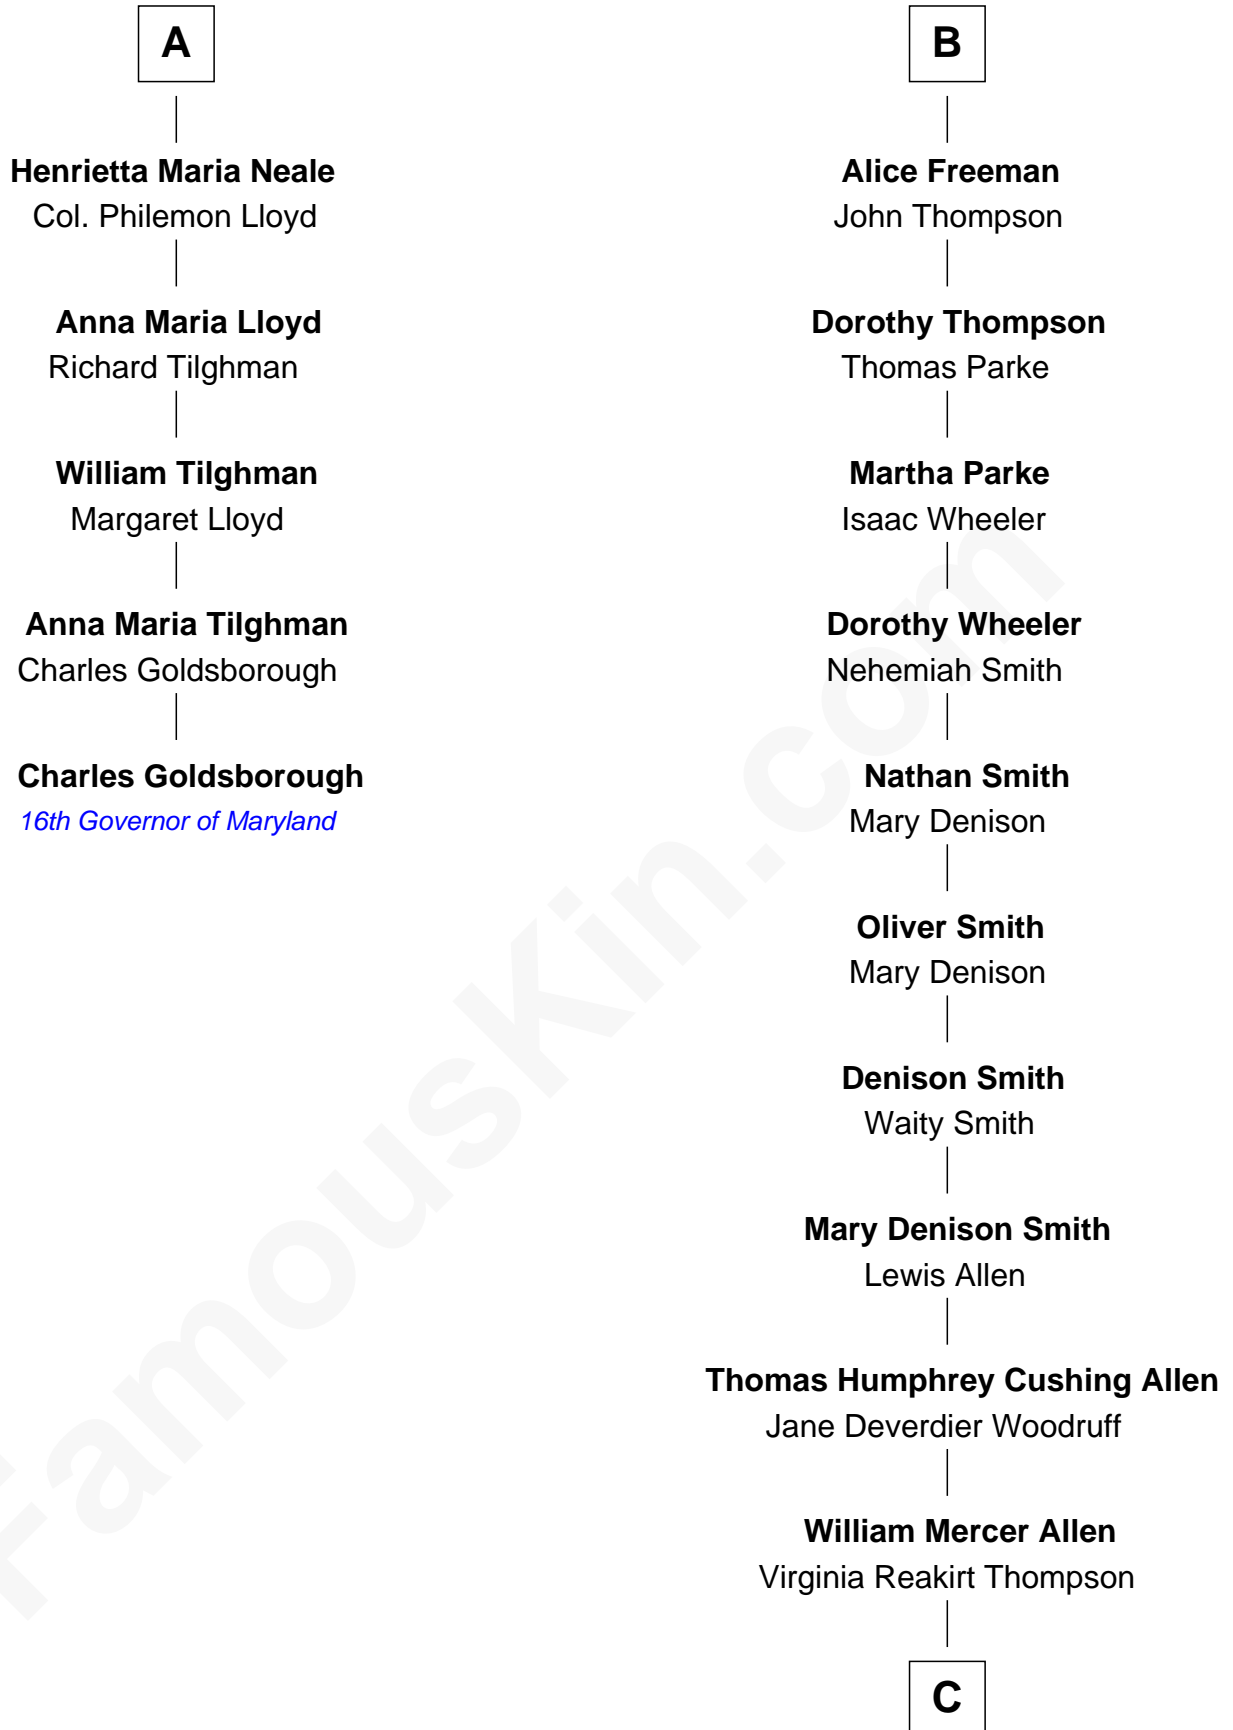 A
Henrietta Maria Neale
Col. Philemon Lloyd
Anna Maria Lloyd
Richard Tilghman
William Tilghman
Margaret Lloyd
Anna Maria Tilghman
Charles Goldsborough
Charles Goldsborough
16th Governor of Maryland
B
Alice Freeman
John Thompson
Dorothy Thompson
Thomas Parke
Martha Parke
Isaac Wheeler
Dorothy Wheeler
Nehemiah Smith
Nathan Smith
Mary Denison
Oliver Smith
Mary Denison
Denison Smith
Waity Smith
Mary Denison Smith
Lewis Allen
Thomas Humphrey Cushing Allen
Jane Deverdier Woodruff
William Mercer Allen
Virginia Reakirt Thompson
C
FamousKin.com